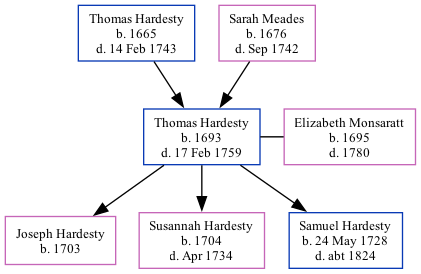 Thomas Hardesty
b. 1665
d. 14 Feb 1743
Sarah Meades
b. 1676
d. Sep 1742
Thomas Hardesty
b. 1693
d. 17 Feb 1759
Elizabeth Monsaratt
b. 1695
d. 1780
Joseph Hardesty
b. 1703
Susannah Hardesty
b. 1704
d. Apr 1734
Samuel Hardesty
b. 24 May 1728
d. abt 1824